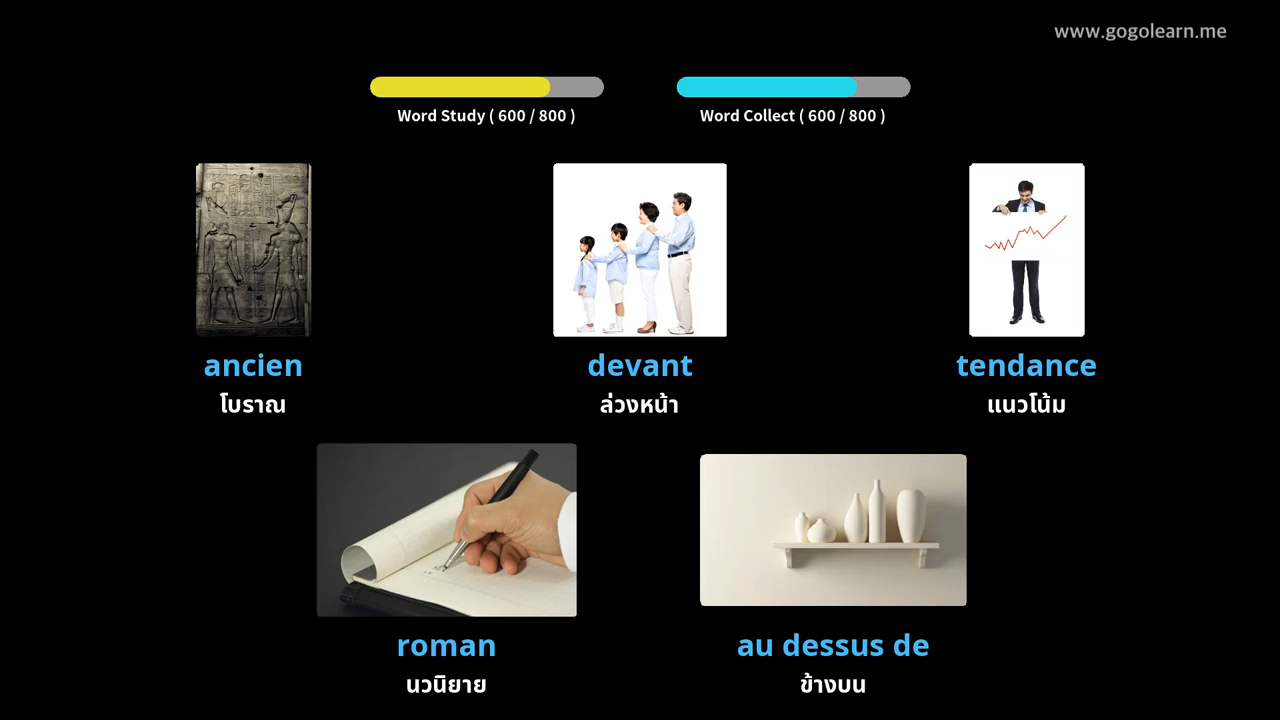 www.gogolearn.me
Word Study ( 600 / 800 )
Word Collect ( 600 / 800 )
ancien
โบราณ
devant
ล่วงหน้า
tendance
แนวโน้ม
roman
นวนิยาย
au dessus de
ข้างบน